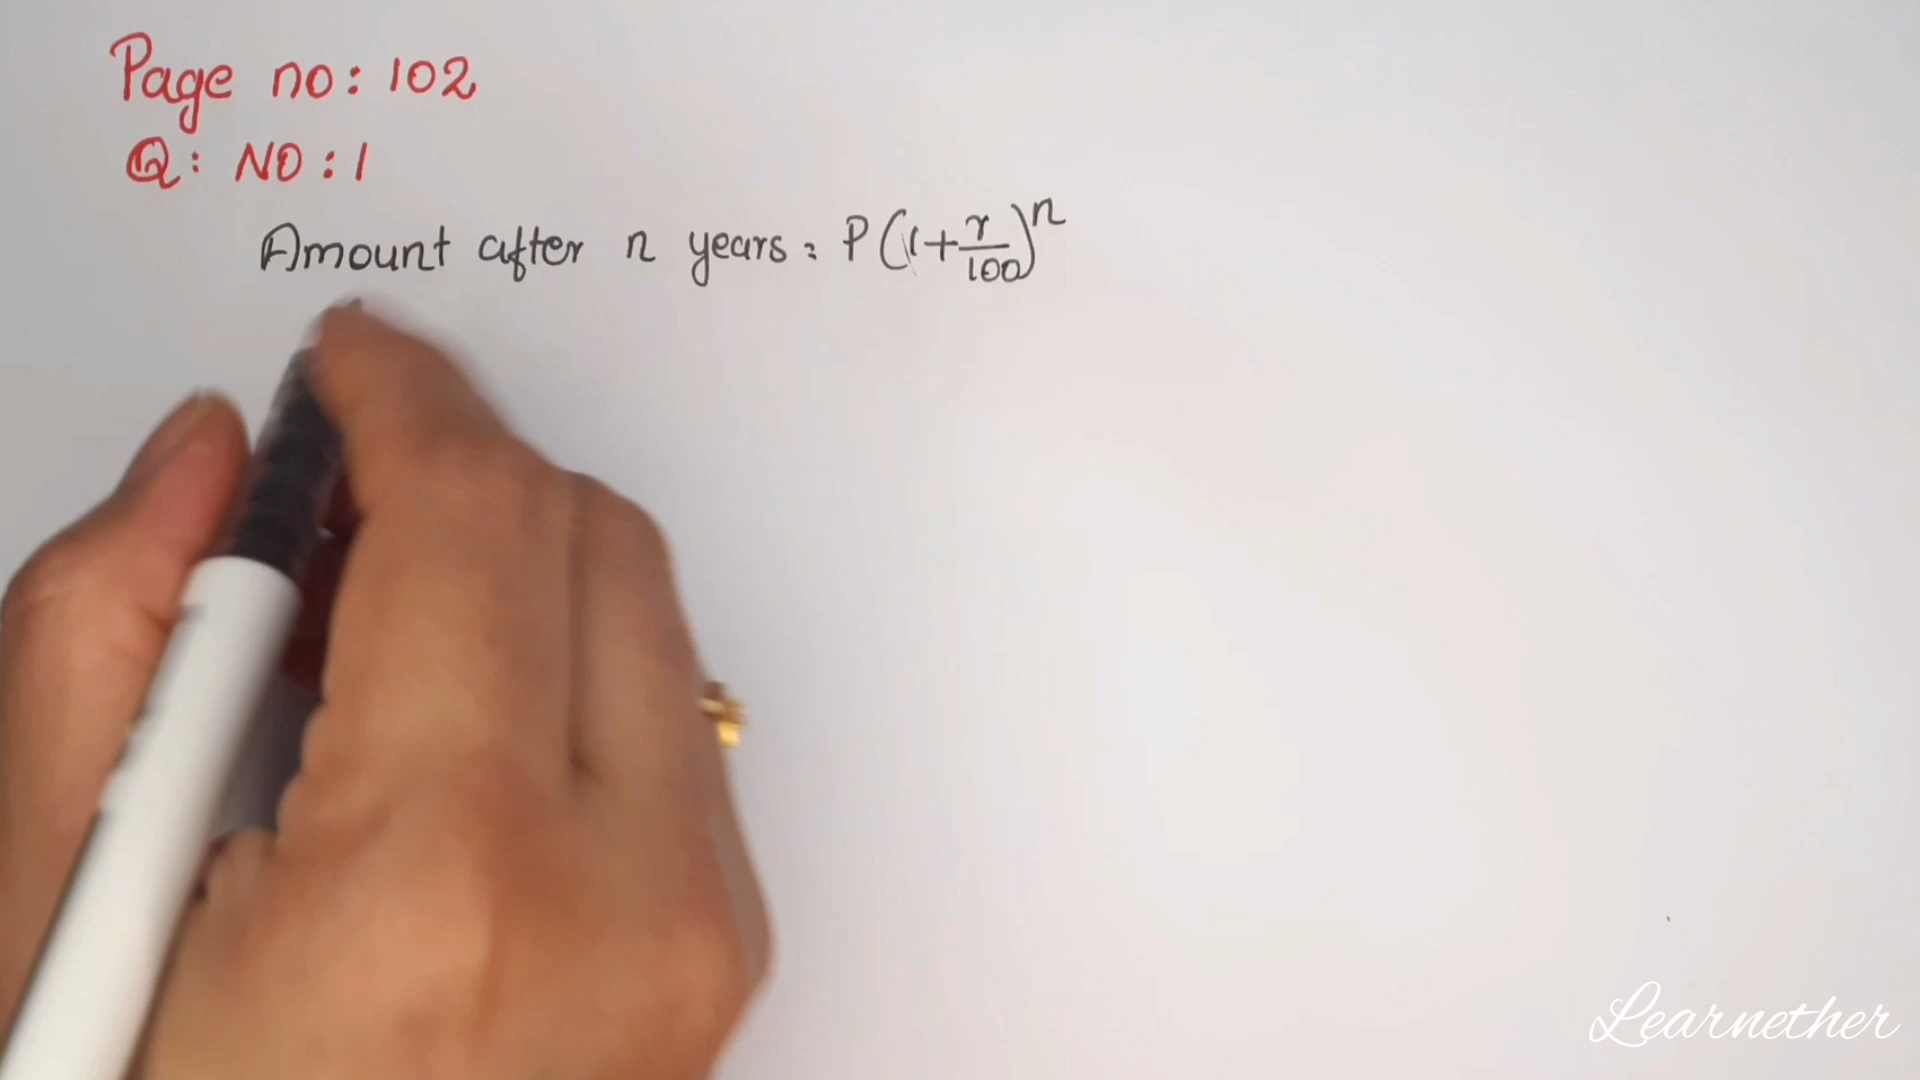 Page no: 102
Q: NO: 1
Amount after n years = P(1+r/100)^n
Learnether